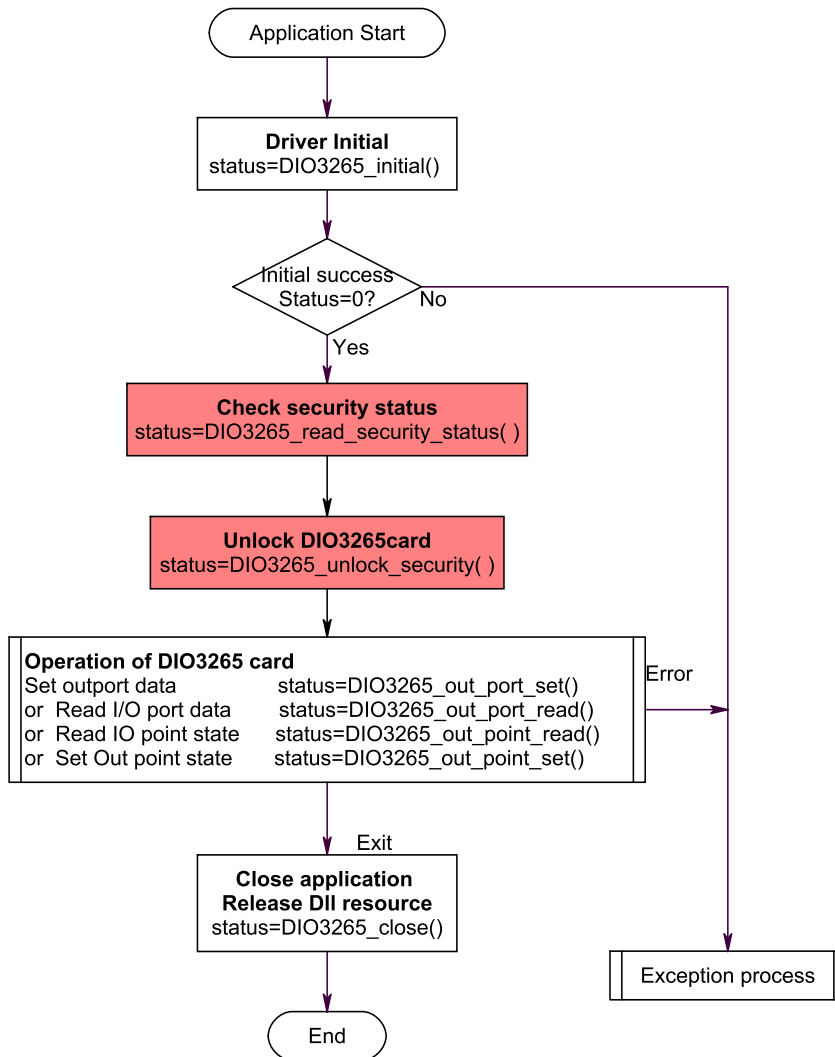 Application Start
Driver Initial
status=DIO3265_initial()
Initial success
Status=0?
No
Yes
Check security status
status=DIO3265_read_security_status( )
Unlock DIO3265card
status=DIO3265_unlock_security( )
Operation of DIO3265 card
Set outport data status=DIO3265_out_port_set()
or Read I/O port data status=DIO3265_out_port_read()
or Read IO point state status=DIO3265_out_point_read()
or Set Out point state status=DIO3265_out_point_set()
Error
Exit
Close application
Release Dll resource
status=DIO3265_close()
Exception process
End